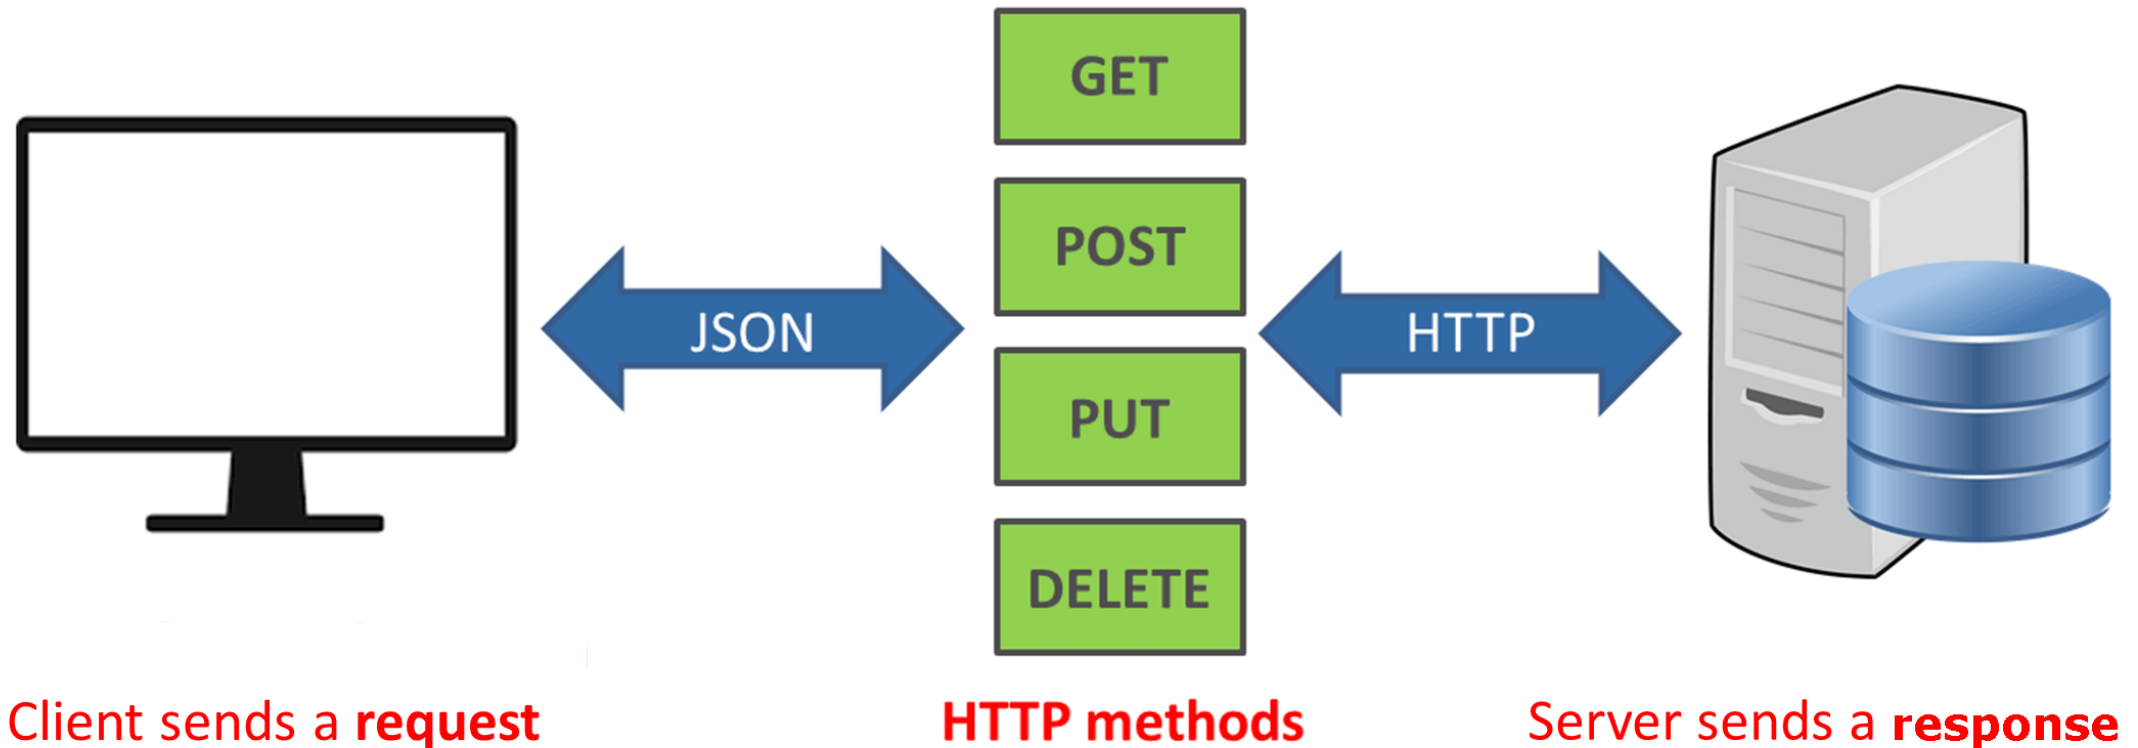 GET
POST
JSON
HTTP
PUT
DELETE
Client sends a request
HTTP methods
Server sends a response